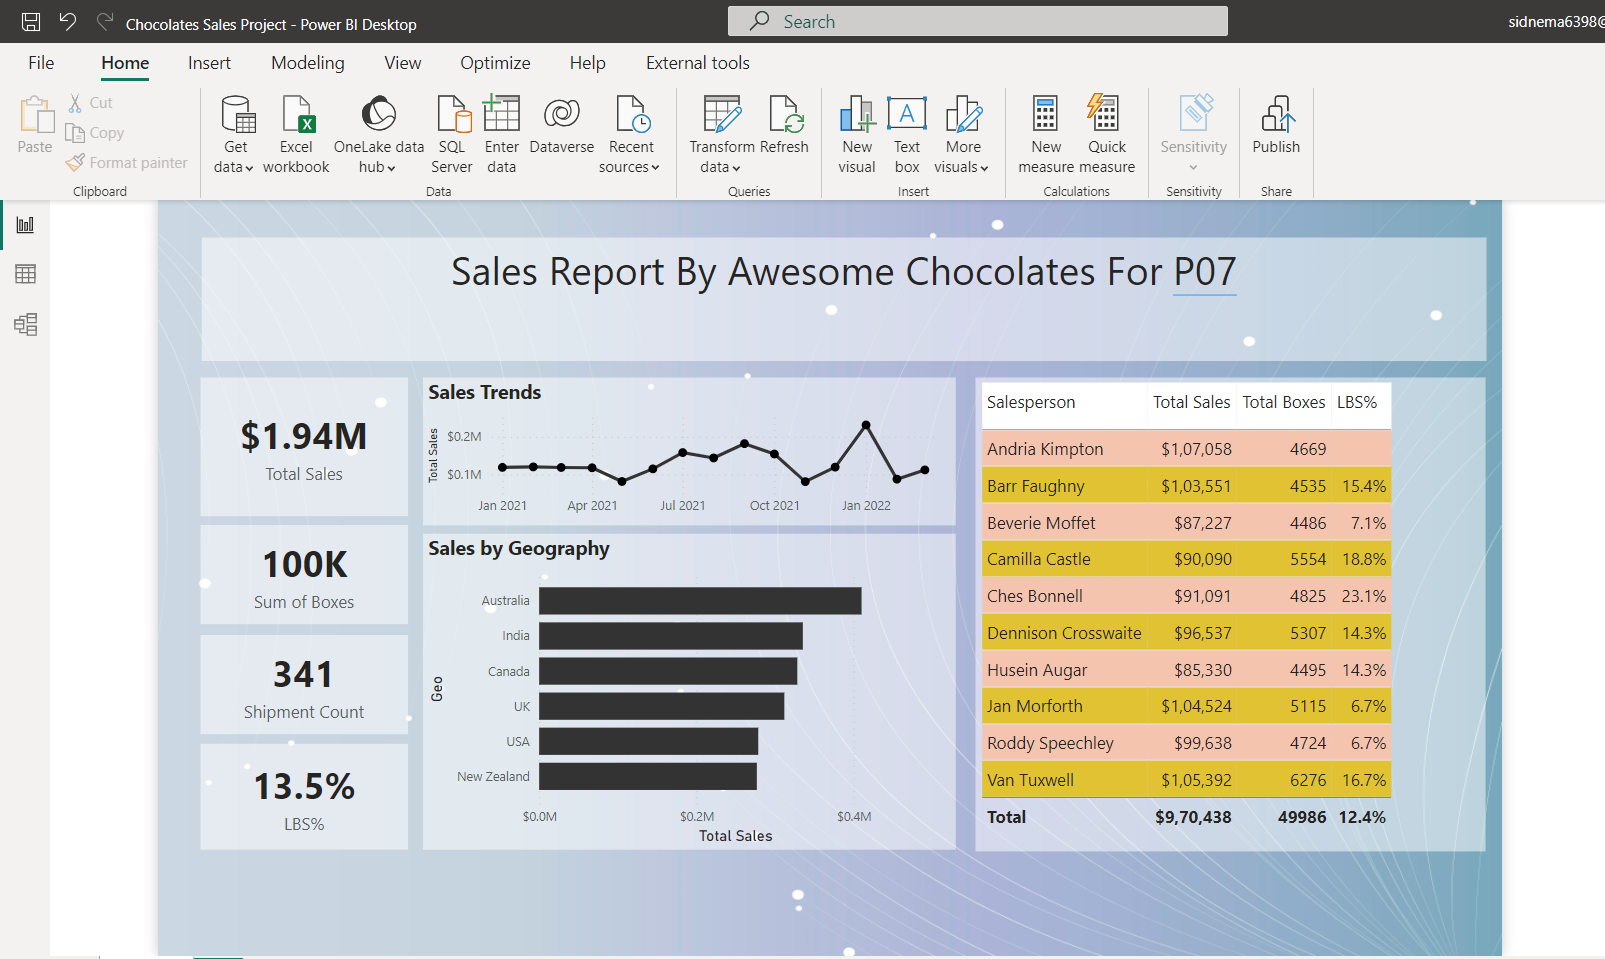 Chocolates Sales Project - Power BI Desktop
Search
sidnema6398@
File Home Insert Modeling View Optimize Help External tools
Paste
Cut
Copy
Format painter
Clipboard
Get data
Excel workbook
OneLake data hub
SQL Server
Enter data
Dataverse
Recent sources
Data
Transform data
Refresh
Queries
New visual
Text box
More visuals
Insert
New measure
Quick measure
Calculations
Sensitivity
Sensitivity
Publish
Share
Sales Report By Awesome Chocolates For P07
$1.94M
Total Sales
100K
Sum of Boxes
341
Shipment Count
13.5%
LBS%
Sales Trends
Total Sales
$0.2M
$0.1M
Jan 2021 Apr 2021 Jul 2021 Oct 2021 Jan 2022
Sales by Geography
Geo
Australia
India
Canada
UK
USA
New Zealand
$0.0M $0.2M $0.4M
Total Sales
Salesperson Total Sales Total Boxes LBS%
Andria Kimpton $1,07,058 4669
Barr Faughny $1,03,551 4535 15.4%
Beverie Moffet $87,227 4486 7.1%
Camilla Castle $90,090 5554 18.8%
Ches Bonnell $91,091 4825 23.1%
Dennison Crosswaite $96,537 5307 14.3%
Husein Augar $85,330 4495 14.3%
Jan Morforth $1,04,524 5115 6.7%
Roddy Speechley $99,638 4724 6.7%
Van Tuxwell $1,05,392 6276 16.7%
Total $9,70,438 49986 12.4%